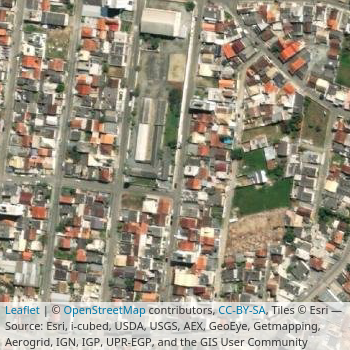 Leaflet | © OpenStreetMap contributors, CC-BY-SA, Tiles © Esri —
Source: Esri, i-cubed, USDA, USGS, AEX, GeoEye, Getmapping,
Aerogrid, IGN, IGP, UPR-EGP, and the GIS User Community